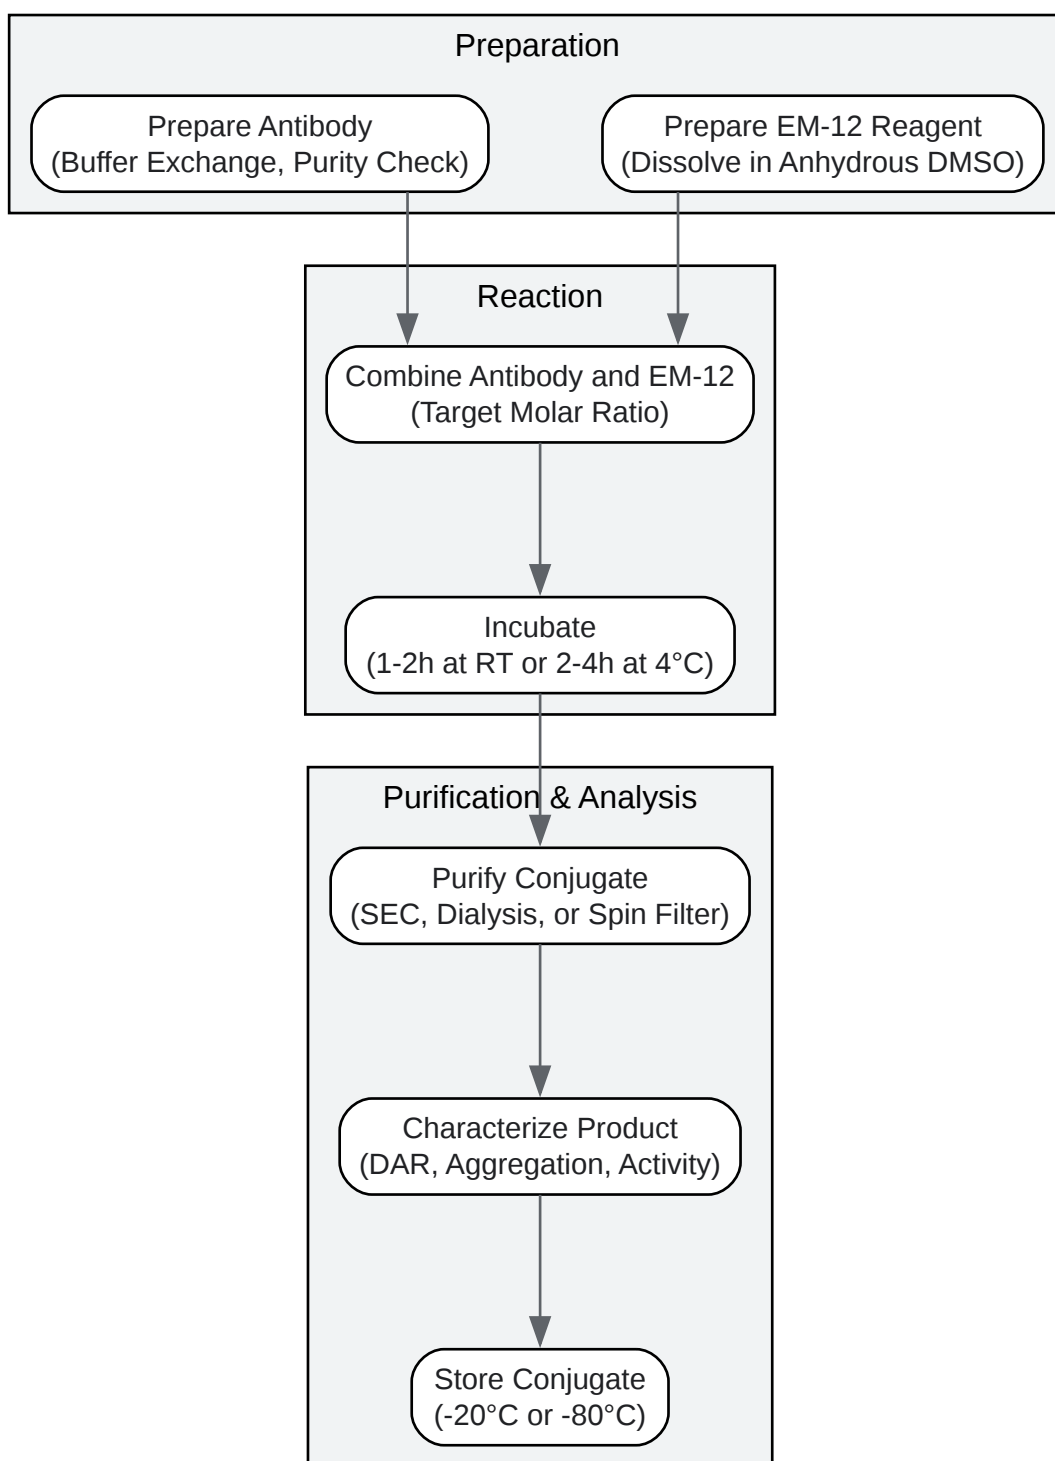 Preparation
Prepare Antibody
(Buffer Exchange, Purity Check)
Prepare EM-12 Reagent
(Dissolve in Anhydrous DMSO)
Reaction
Combine Antibody and EM-12
(Target Molar Ratio)
Incubate
(1-2h at RT or 2-4h at 4°C)
Purification & Analysis
Purify Conjugate
(SEC, Dialysis, or Spin Filter)
Characterize Product
(DAR, Aggregation, Activity)
Store Conjugate
(-20°C or -80°C)